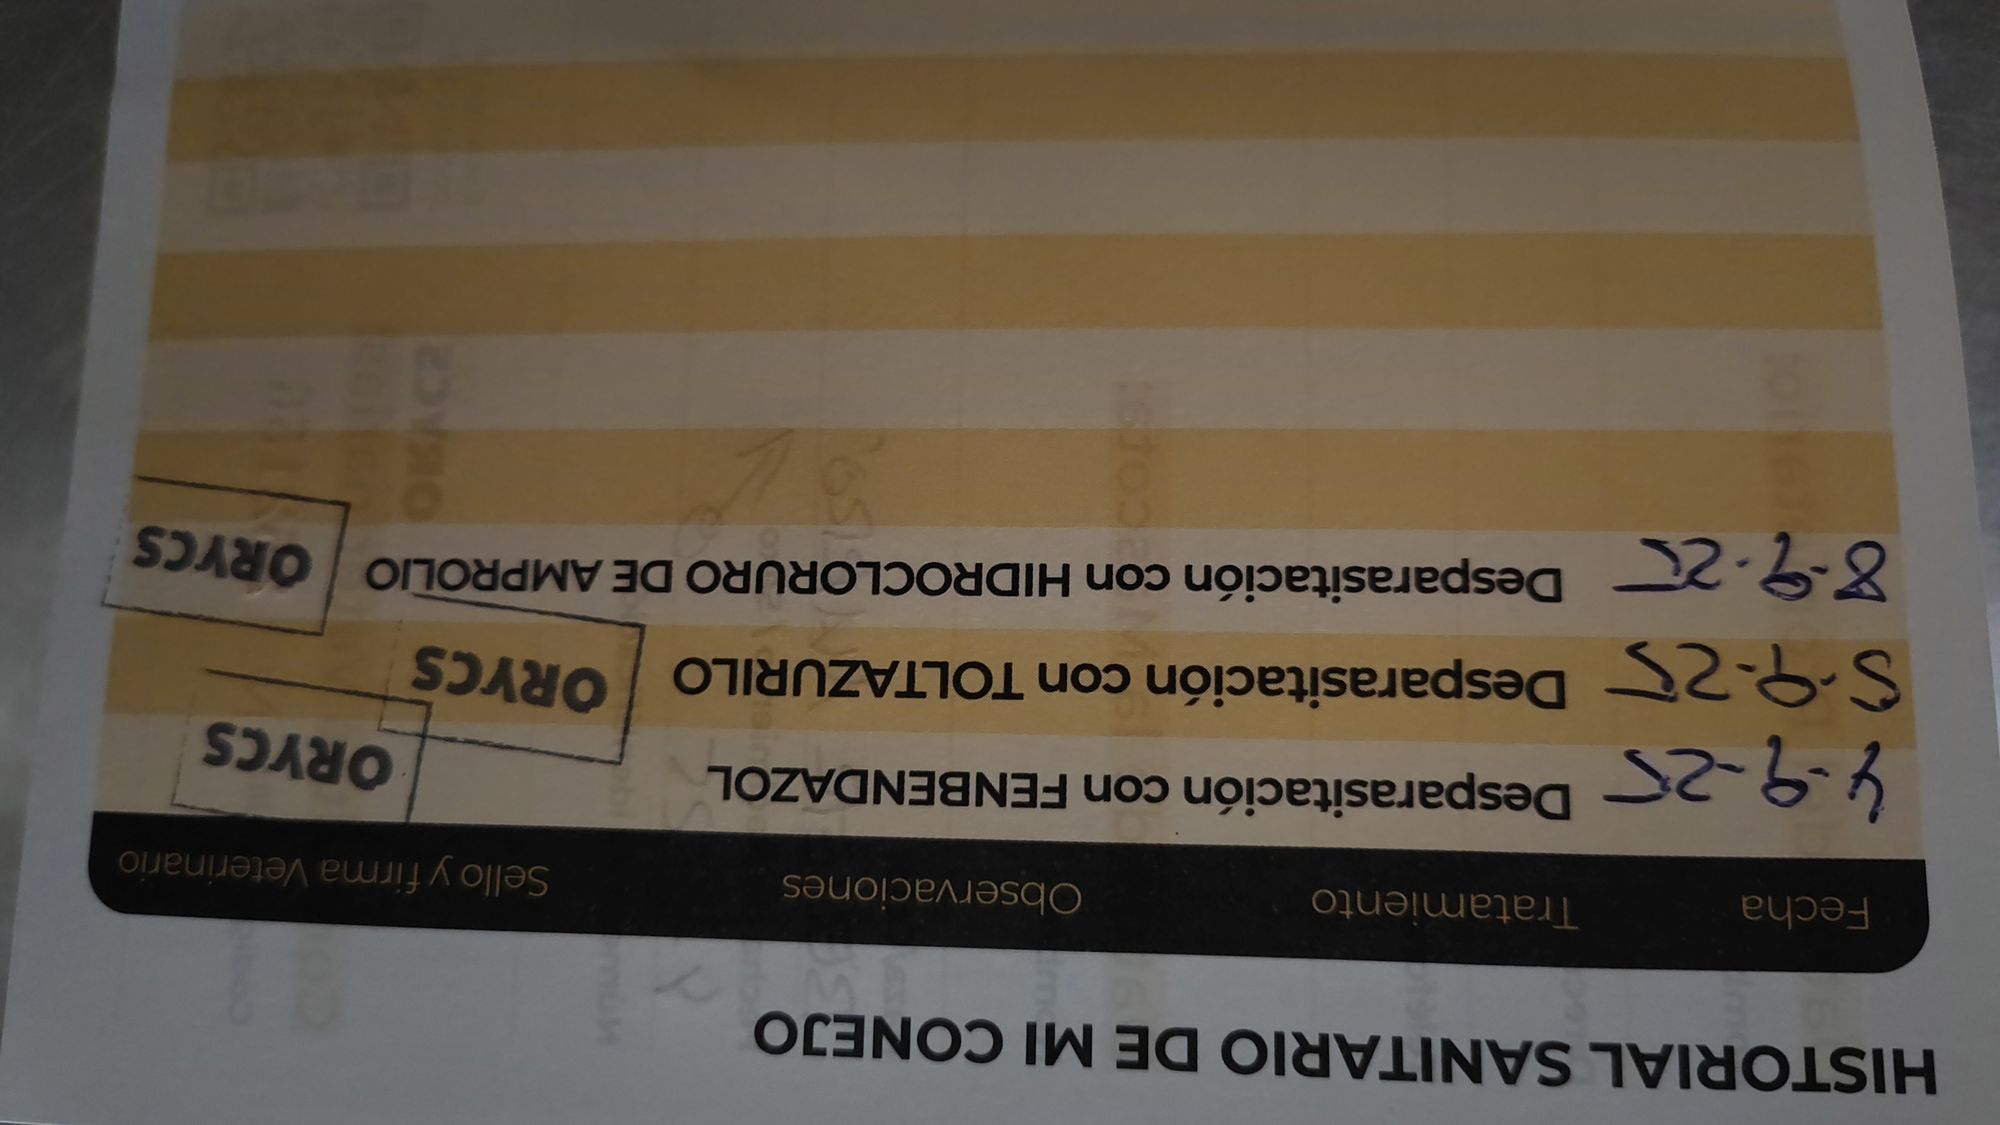 HISTORIAL SANITARIO DE MI CONEJO
Fecha Tratamiento Observaciones Sello y firma Veterinario
4-9-25 Desparasitación con FENBENDAZOL ORYCS
5-9-25 Desparasitación con TOLTAZURILO ORYCS
8-9-25 Desparasitación con HIDROCLORURO DE AMPROLIO ORYCS